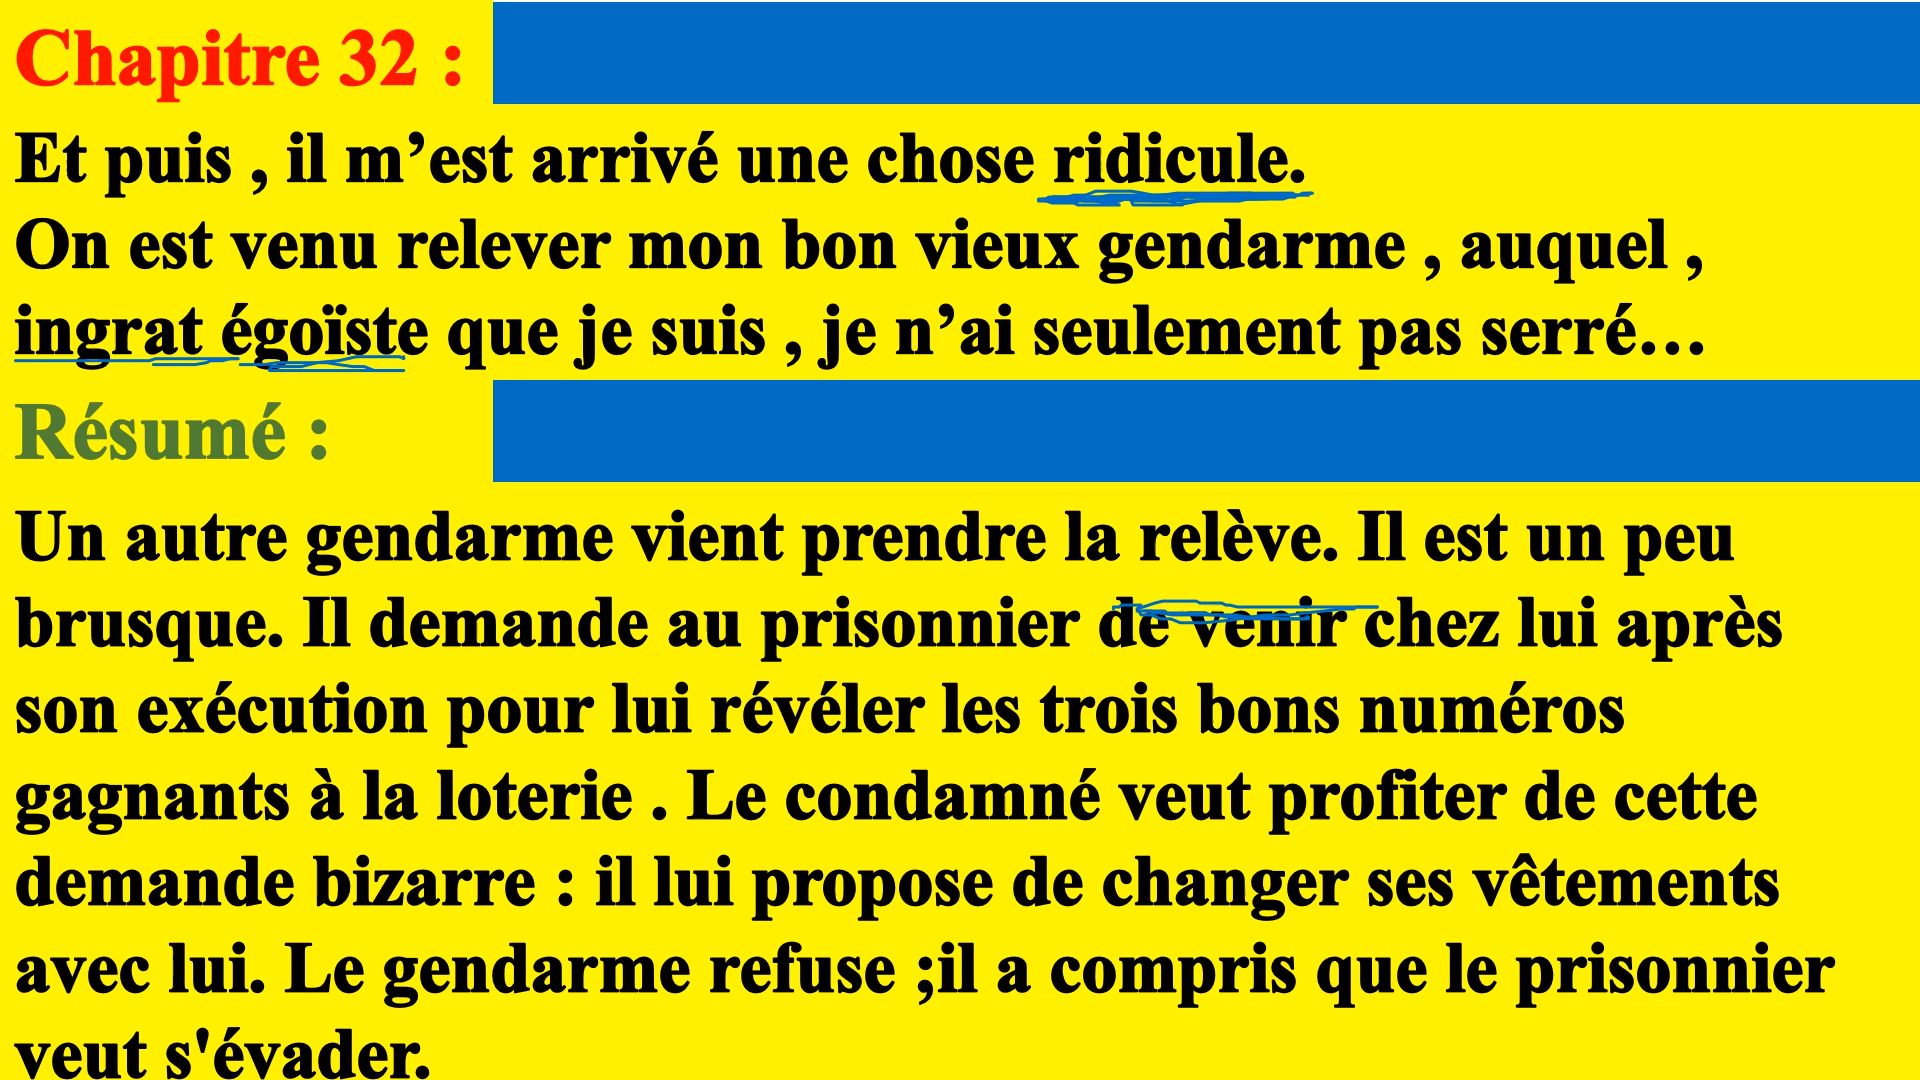 Chapitre 32 :
Et puis , il m’est arrivé une chose ridicule.
On est venu relever mon bon vieux gendarme , auquel ,
ingrat égoïste que je suis , je n’ai seulement pas serré…
Résumé :
Un autre gendarme vient prendre la relève. Il est un peu
brusque. Il demande au prisonnier de venir chez lui après
son exécution pour lui révéler les trois bons numéros
gagnants à la loterie . Le condamné veut profiter de cette
demande bizarre : il lui propose de changer ses vêtements
avec lui. Le gendarme refuse ;il a compris que le prisonnier
veut s'évader.